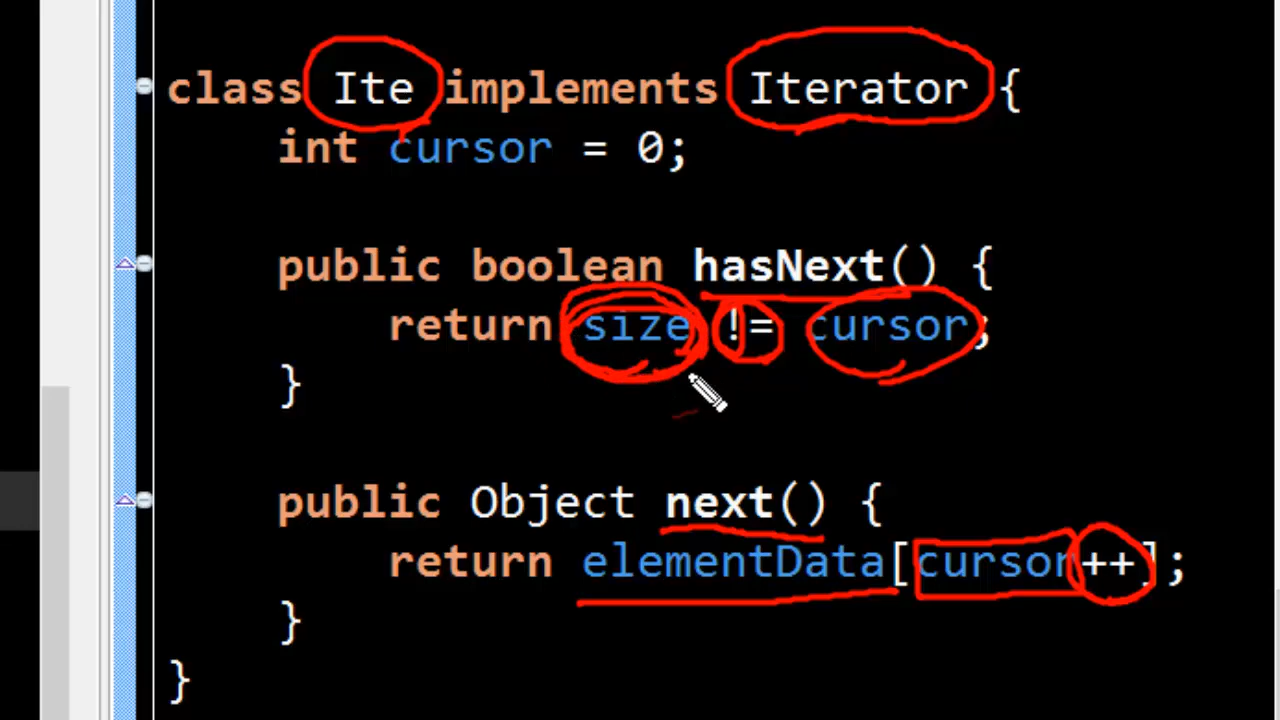 class Ite implements Iterator {
int cursor = 0;
public boolean hasNext() {
return size != cursor;
}
public Object next() {
return elementData[cursor++];
}
}